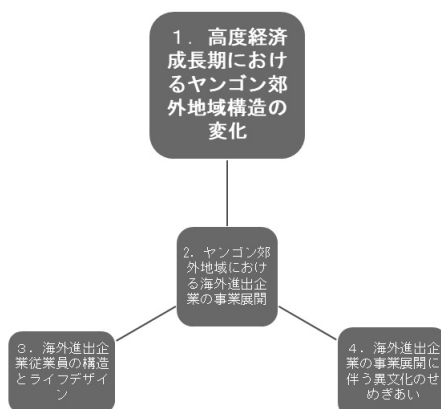 １．高度経済
成長期におけ
るヤンゴン郊
外地域構造の
変化
2. ヤンゴン郊
外地域におけ
る海外進出企
業の事業展開
３．海外進出企
業従業員の構造
とライフデザイ
ン
４．海外進出企
業の事業展開に
伴う異文化のせ
めぎあい